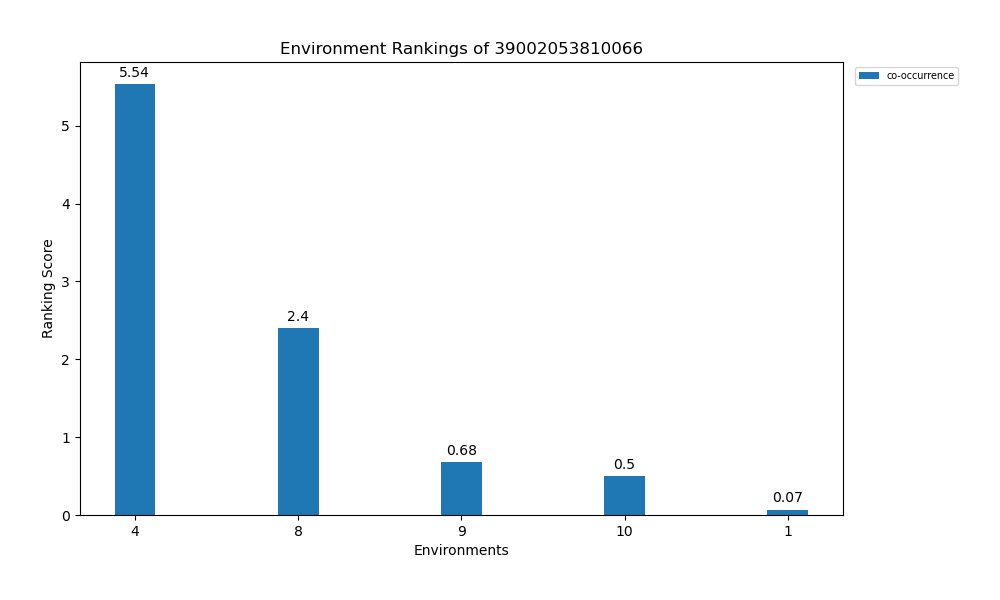 Environment Rankings of 39002053810066
co-occurrence
Ranking Score
5
4
3
2
1
0
5.54
2.4
0.68
0.5
0.07
4 8 9 10 1
Environments